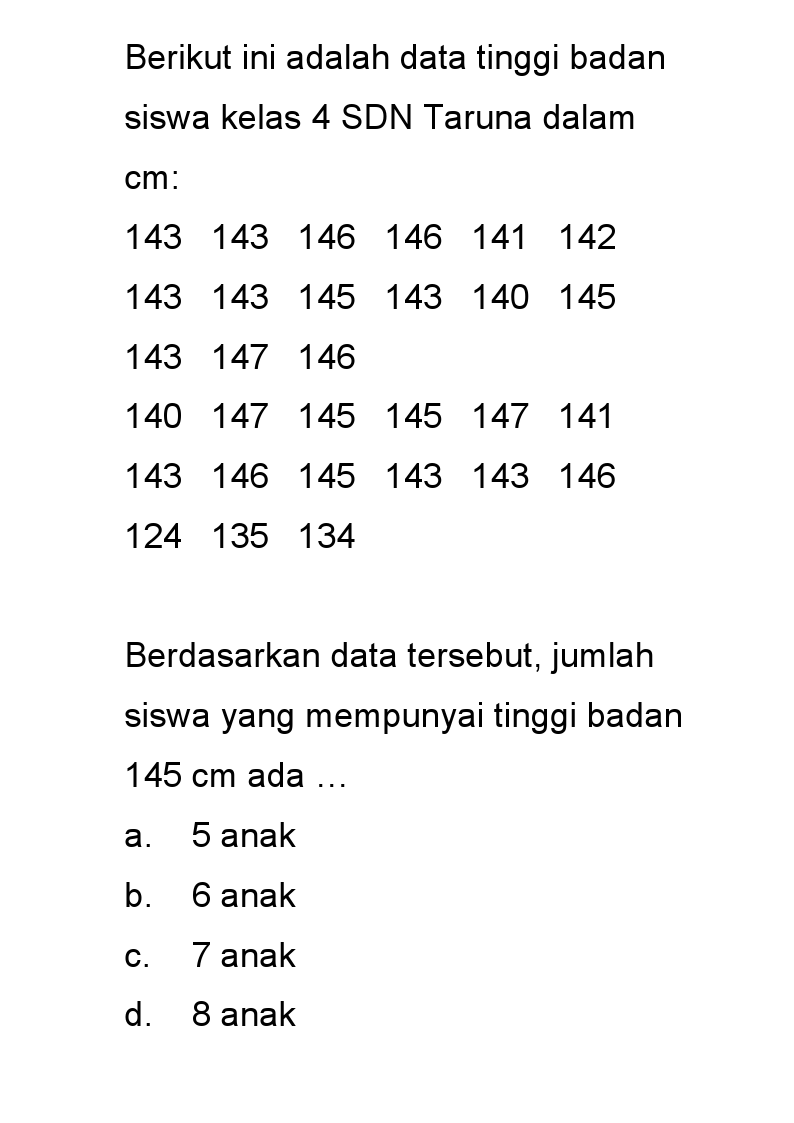 Berikut ini adalah data tinggi badan
siswa kelas 4 SDN Taruna dalam
cm:
143 143 146 146 141 142
143 143 145 143 140 145
143 147 146
140 147 145 145 147 141
143 146 145 143 143 146
124 135 134
Berdasarkan data tersebut, jumlah
siswa yang mempunyai tinggi badan
145 cm ada …
a. 5 anak
b. 6 anak
c. 7 anak
d. 8 anak